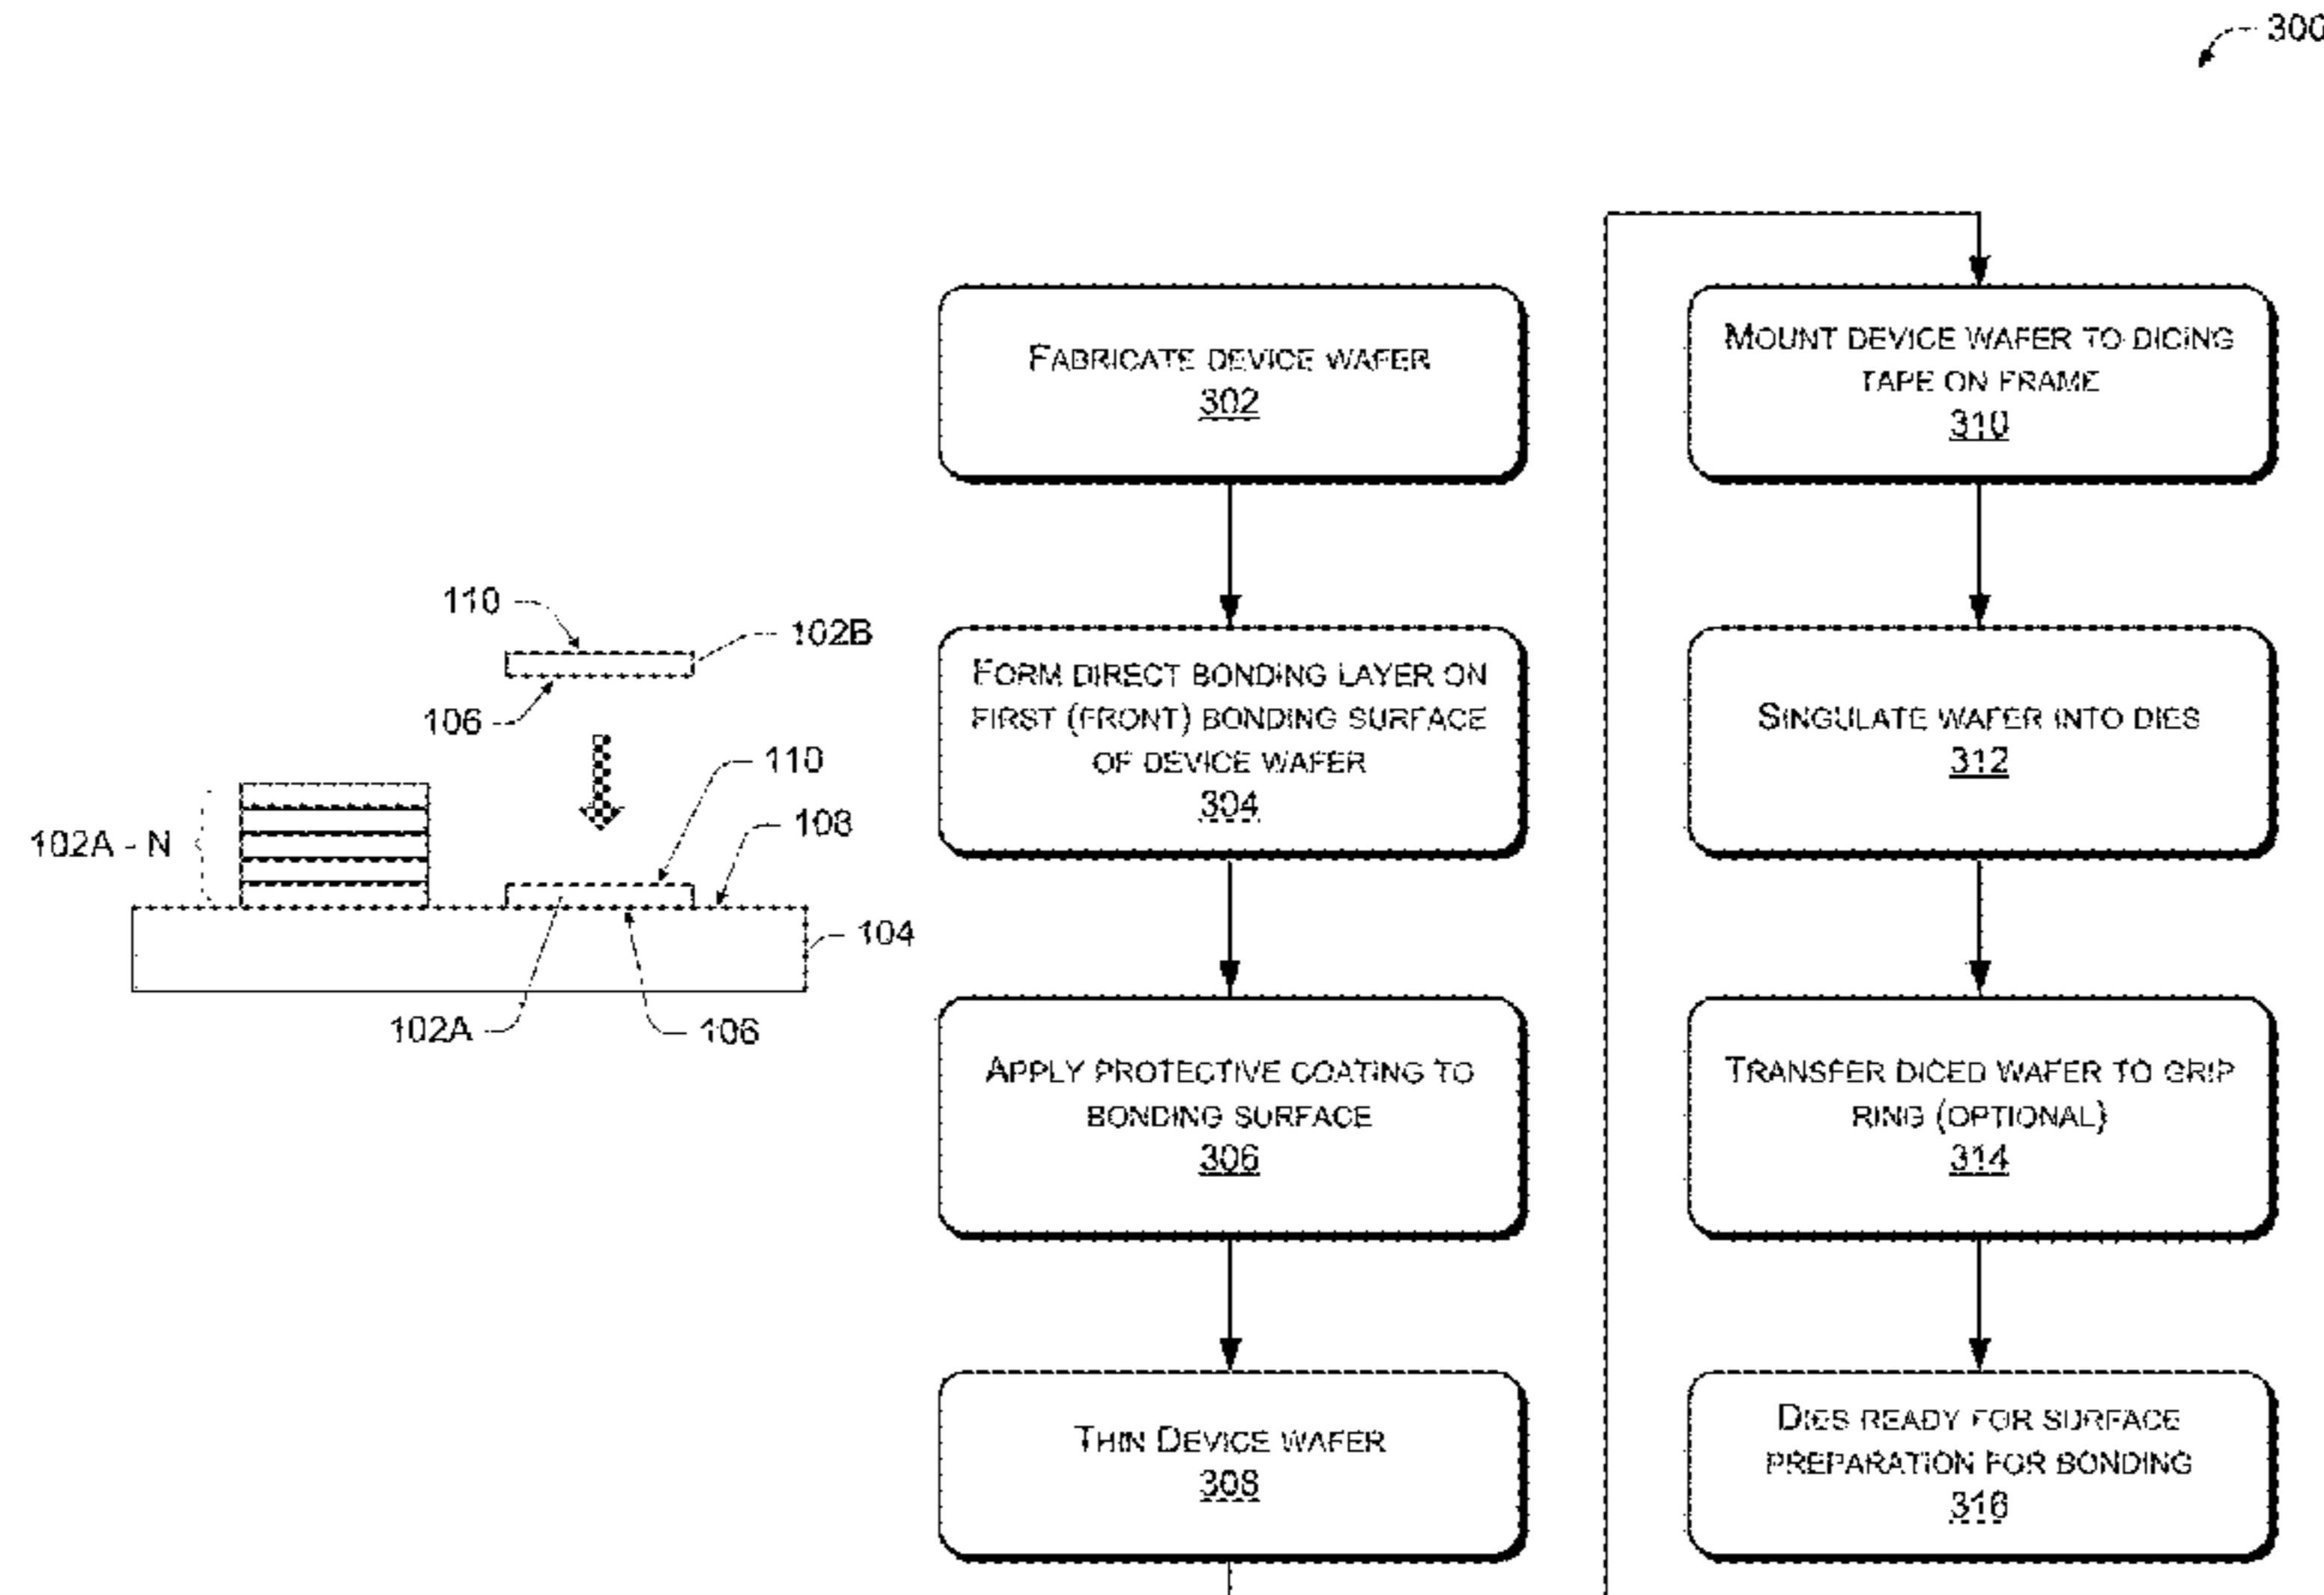 300
110
102B
106
110
108
102A - N
104
102A
106
FABRICATE DEVICE WAFER
302
FORM DIRECT BONDING LAYER ON
FIRST (FRONT) BONDING SURFACE
OF DEVICE WAFER
304
APPLY PROTECTIVE COATING TO
BONDING SURFACE
306
THIN DEVICE WAFER
308
MOUNT DEVICE WAFER TO DICING
TAPE ON FRAME
310
SINGULATE WAFER INTO DIES
312
TRANSFER DICED WAFER TO GRIP
RING (OPTIONAL)
314
DIES READY FOR SURFACE
PREPARATION FOR BONDING
316